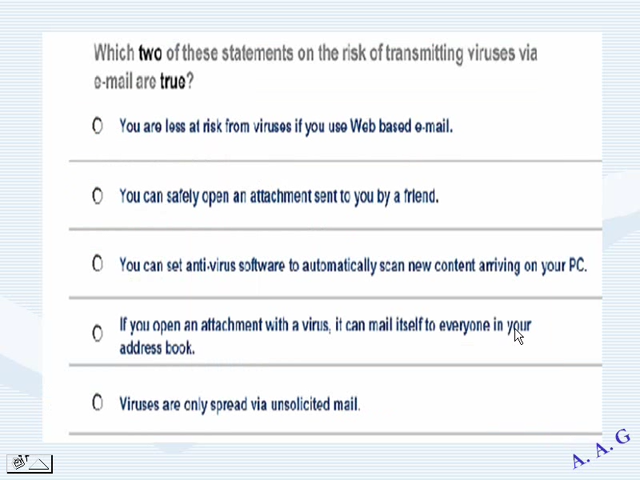 Which two of these statements on the risk of transmitting viruses via
e-mail are true?
You are less at risk from viruses if you use Web based e-mail.
You can safely open an attachment sent to you by a friend.
You can set anti-virus software to automatically scan new content arriving on your PC.
If you open an attachment with a virus, it can mail itself to everyone in your
address book.
Viruses are only spread via unsolicited mail.
A. A. G